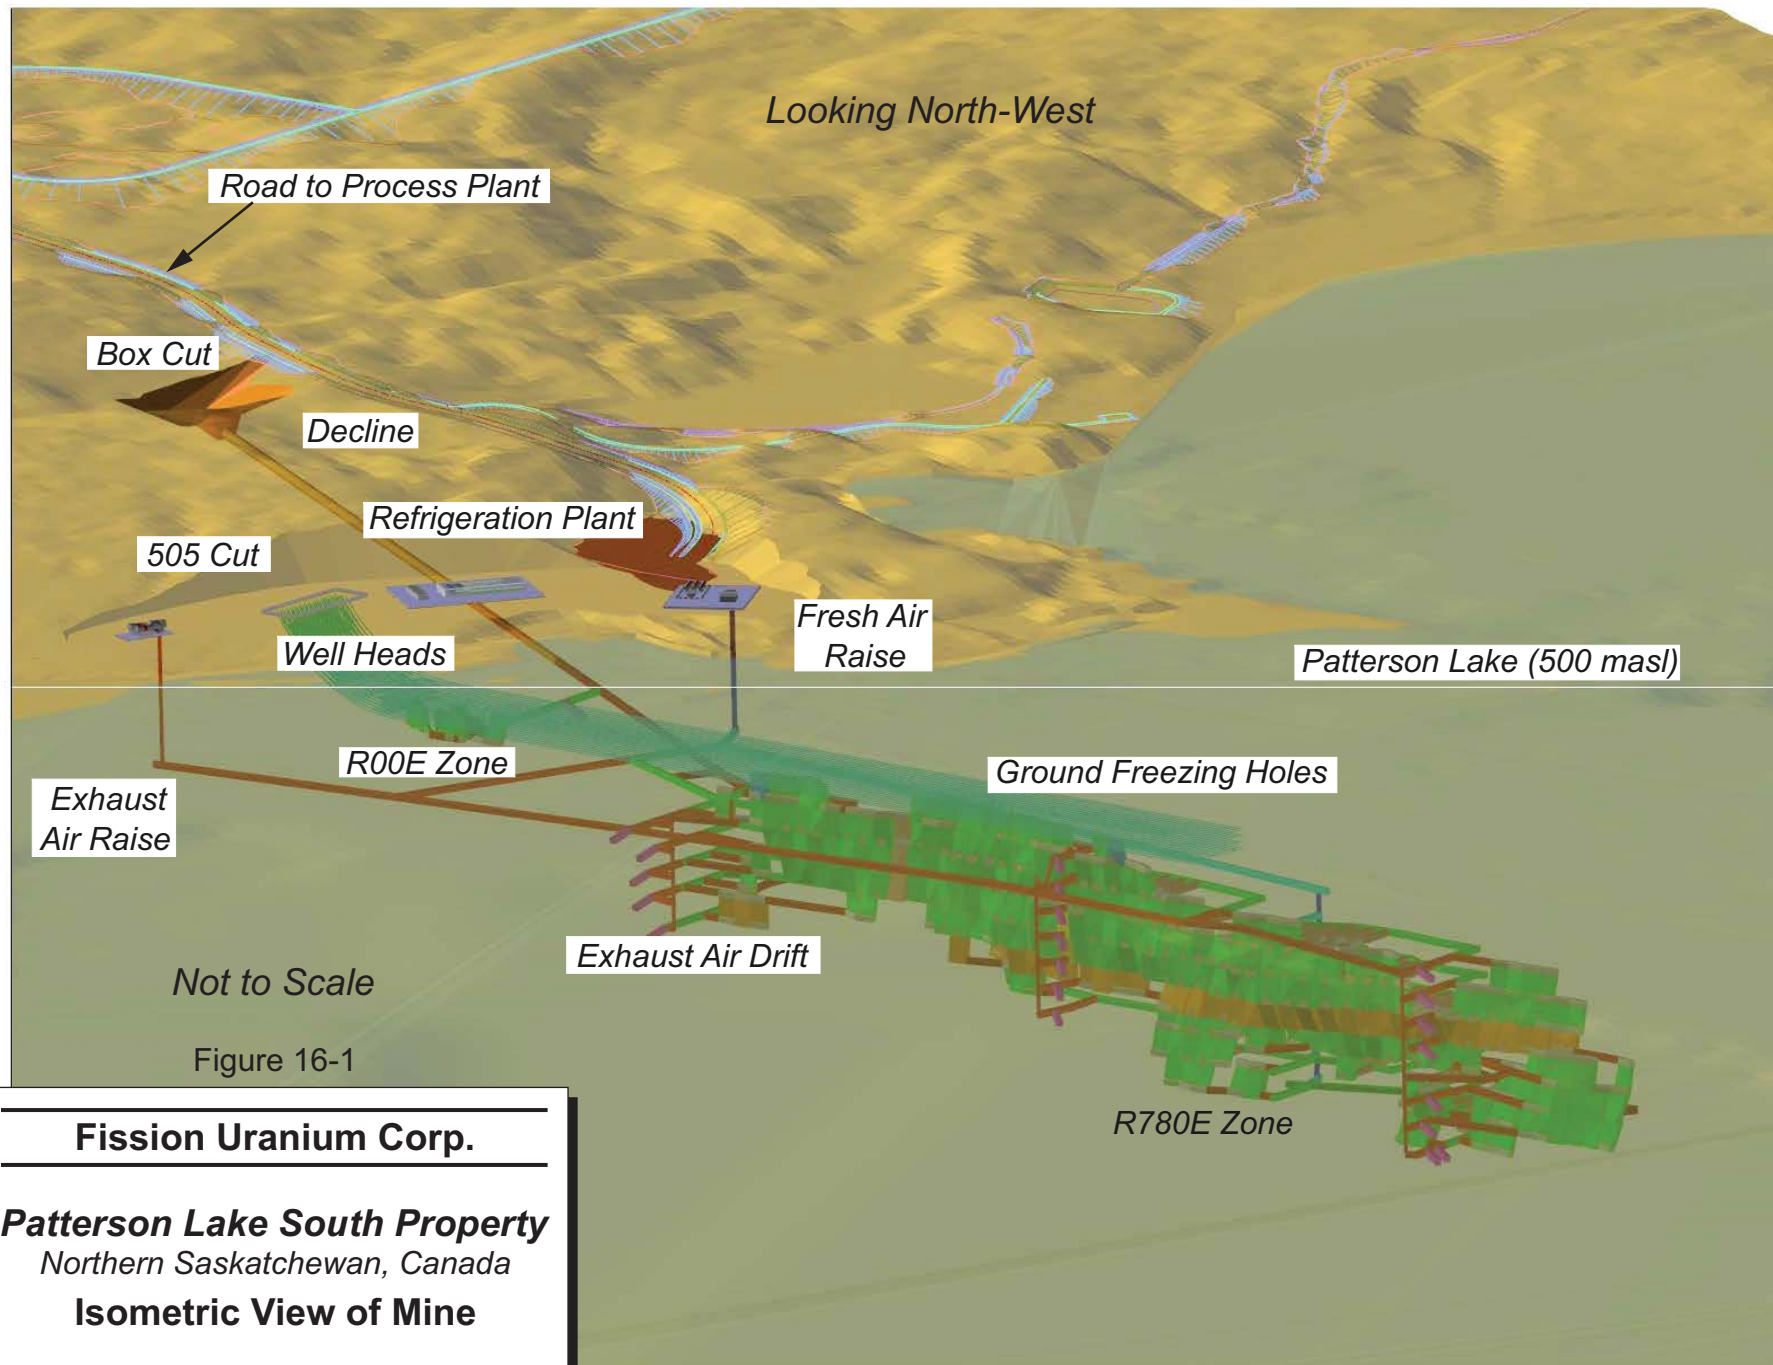 Looking North-West
Road to Process Plant
Box Cut
Decline
Refrigeration Plant
505 Cut
Fresh Air
Raise
Well Heads
Patterson Lake (500 masl)
R00E Zone
Ground Freezing Holes
Exhaust
Air Raise
Exhaust Air Drift
Not to Scale
Figure 16-1
R780E Zone
Fission Uranium Corp.
Patterson Lake South Property
Northern Saskatchewan, Canada
Isometric View of Mine